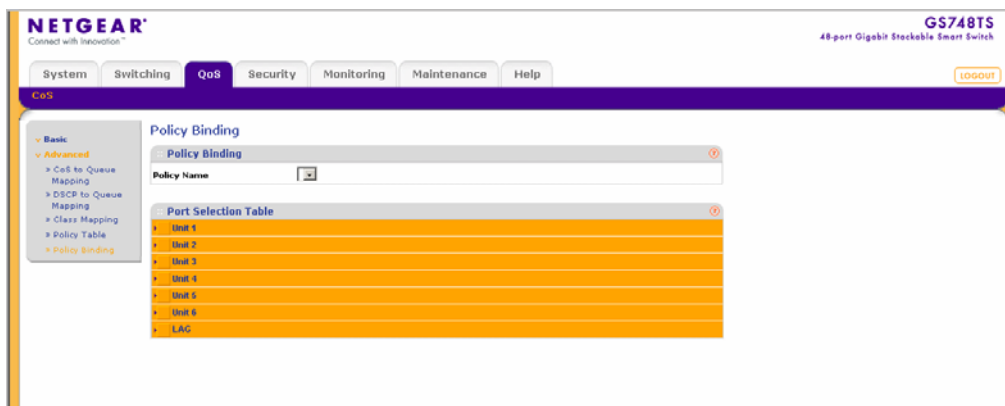 NETGEAR
Connect with Innovation™
GS748TS
48-port Gigabit Stackable Smart Switch
System Switching QoS Security Monitoring Maintenance Help
LOGOUT
CoS
Basic
Advanced
» CoS to Queue
Mapping
» DSCP to Queue
Mapping
» Class Mapping
» Policy Table
» Policy Binding
Policy Binding
Policy Binding
Policy Name
Port Selection Table
Unit 1
Unit 2
Unit 3
Unit 4
Unit 5
Unit 6
LAG